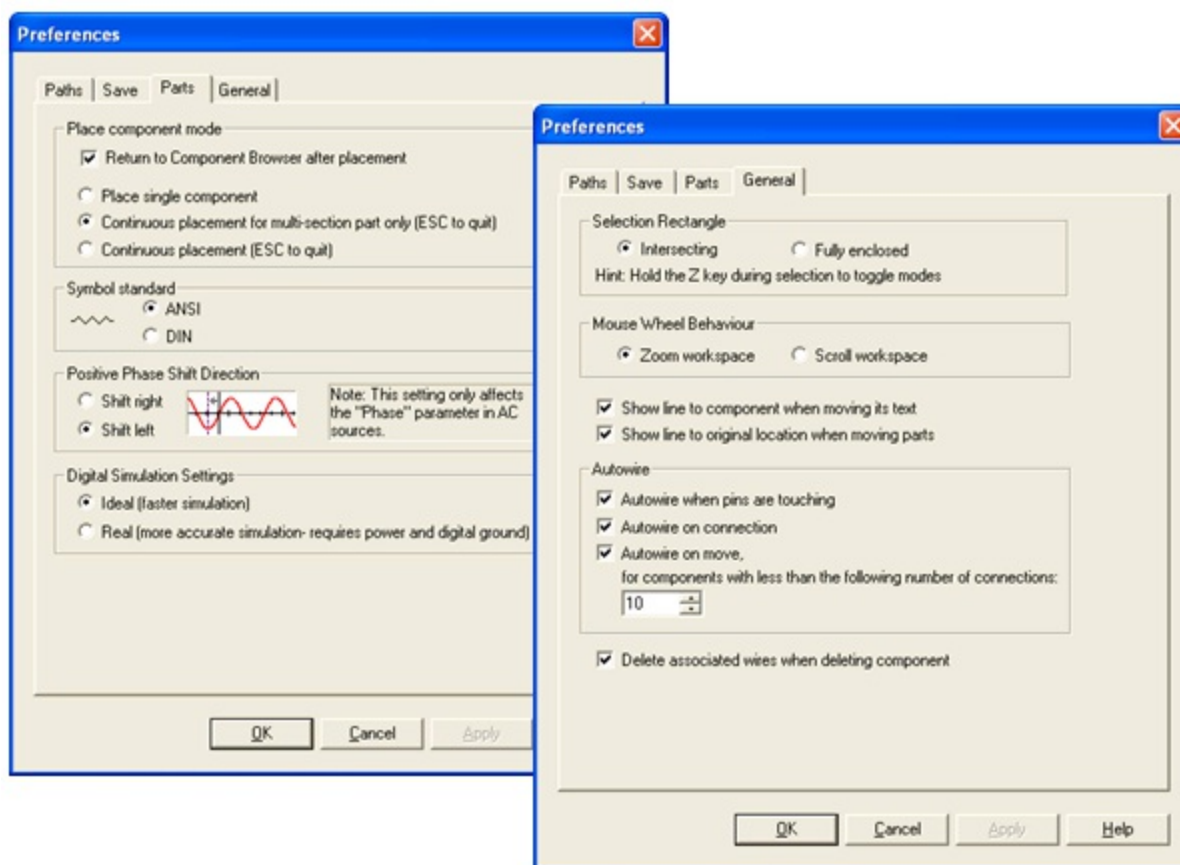 Preferences
Paths Save Parts General
Place component mode
Return to Component Browser after placement
Place single component
Continuous placement for multi-section part only (ESC to quit)
Continuous placement (ESC to quit)
Symbol standard
ANSI
DIN
Positive Phase Shift Direction
Shift right
Shift left
Note: This setting only affects
the "Phase" parameter in AC
sources.
Digital Simulation Settings
Ideal (faster simulation)
Real (more accurate simulation- requires power and digital ground)
OK Cancel Apply
Preferences
Paths Save Parts General
Selection Rectangle
Intersecting Fully enclosed
Hint: Hold the Z key during selection to toggle modes
Mouse Wheel Behaviour
Zoom workspace Scroll workspace
Show line to component when moving its text
Show line to original location when moving parts
Autowire
Autowire when pins are touching
Autowire on connection
Autowire on move,
for components with less than the following number of connections:
10
Delete associated wires when deleting component
OK Cancel Apply Help